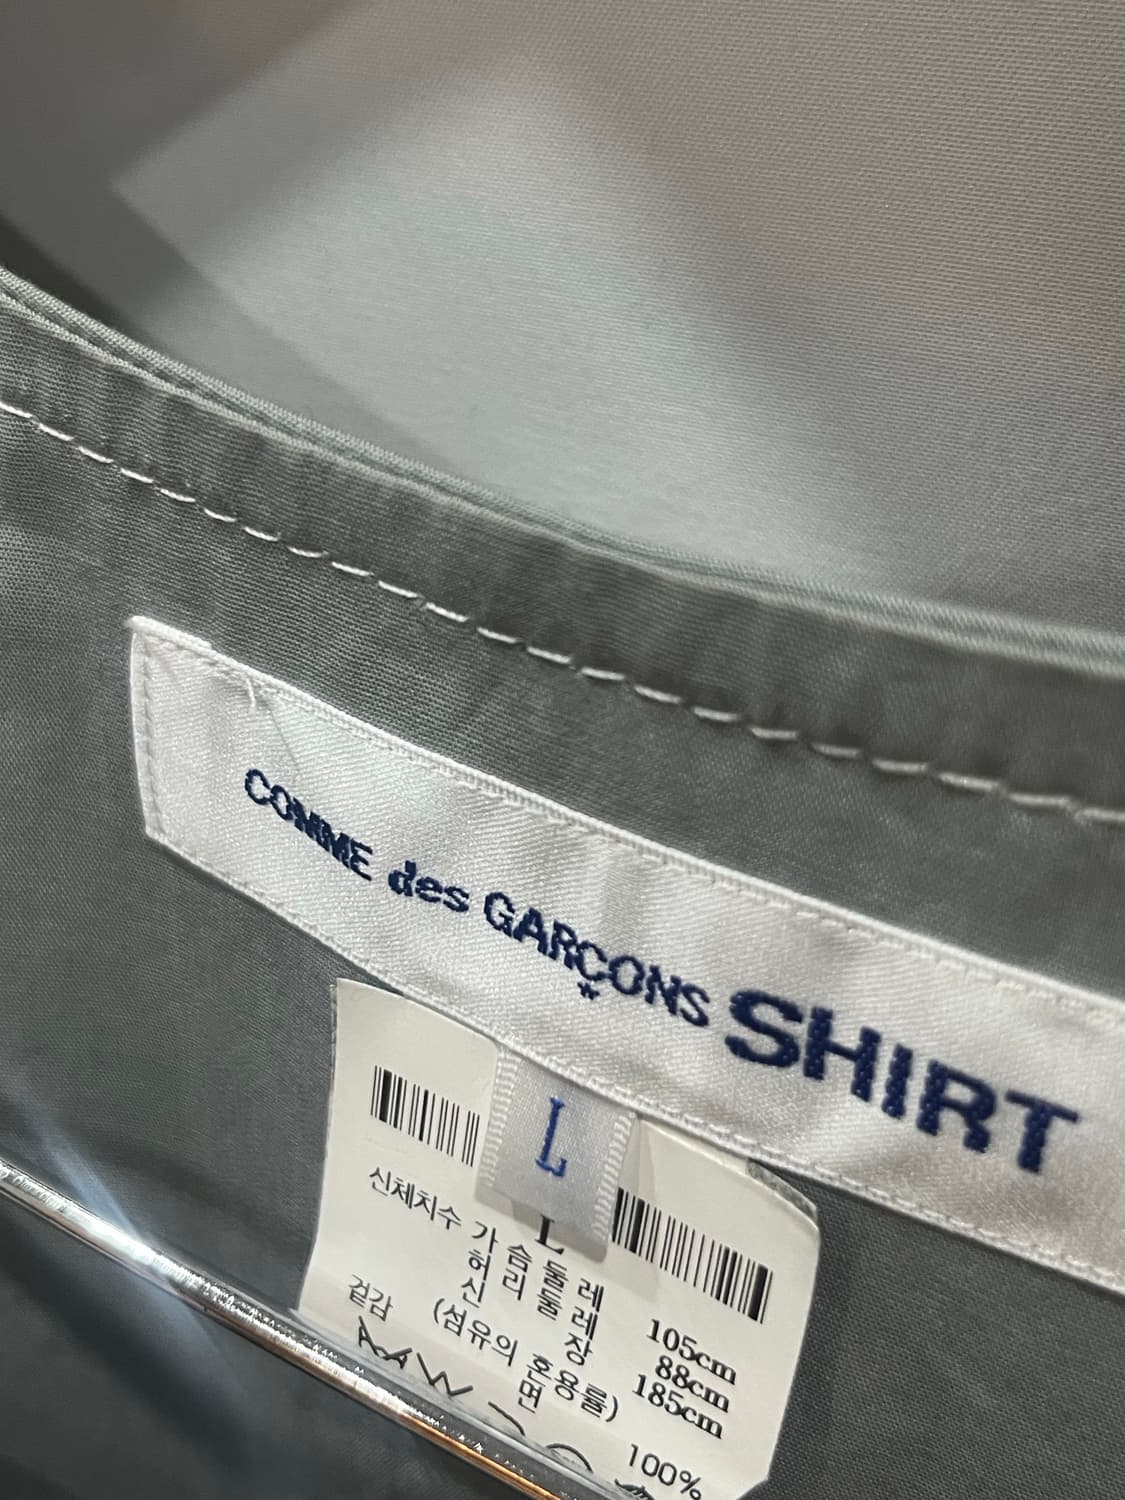 COMME des GARÇONS SHIRT
*
L
L
신체치수 가슴둘레 105cm
허리둘레 88cm
신장 185cm
(섬유의 혼용률)
겉감 면 100%